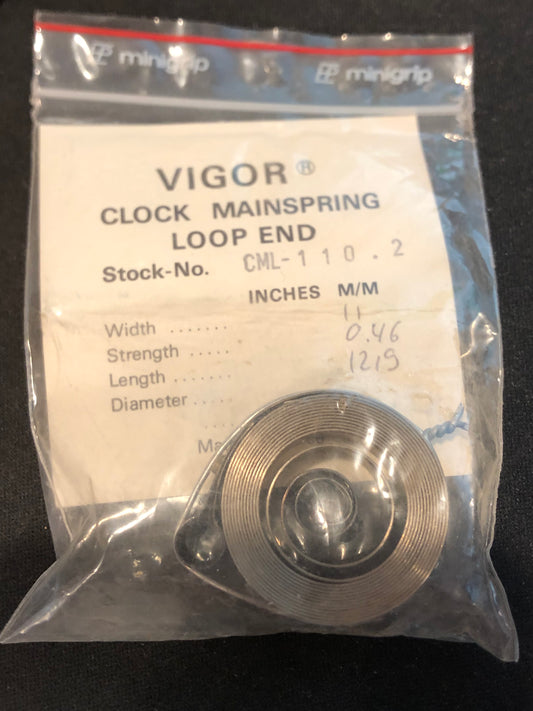 minigrip minigrip
VIGOR ®
CLOCK MAINSPRING
LOOP END
Stock-No. CML-110.2
INCHES M/M
Width ....... 11
Strength ..... 0.46
Length ....... 1219
Diameter .....
....
Ma